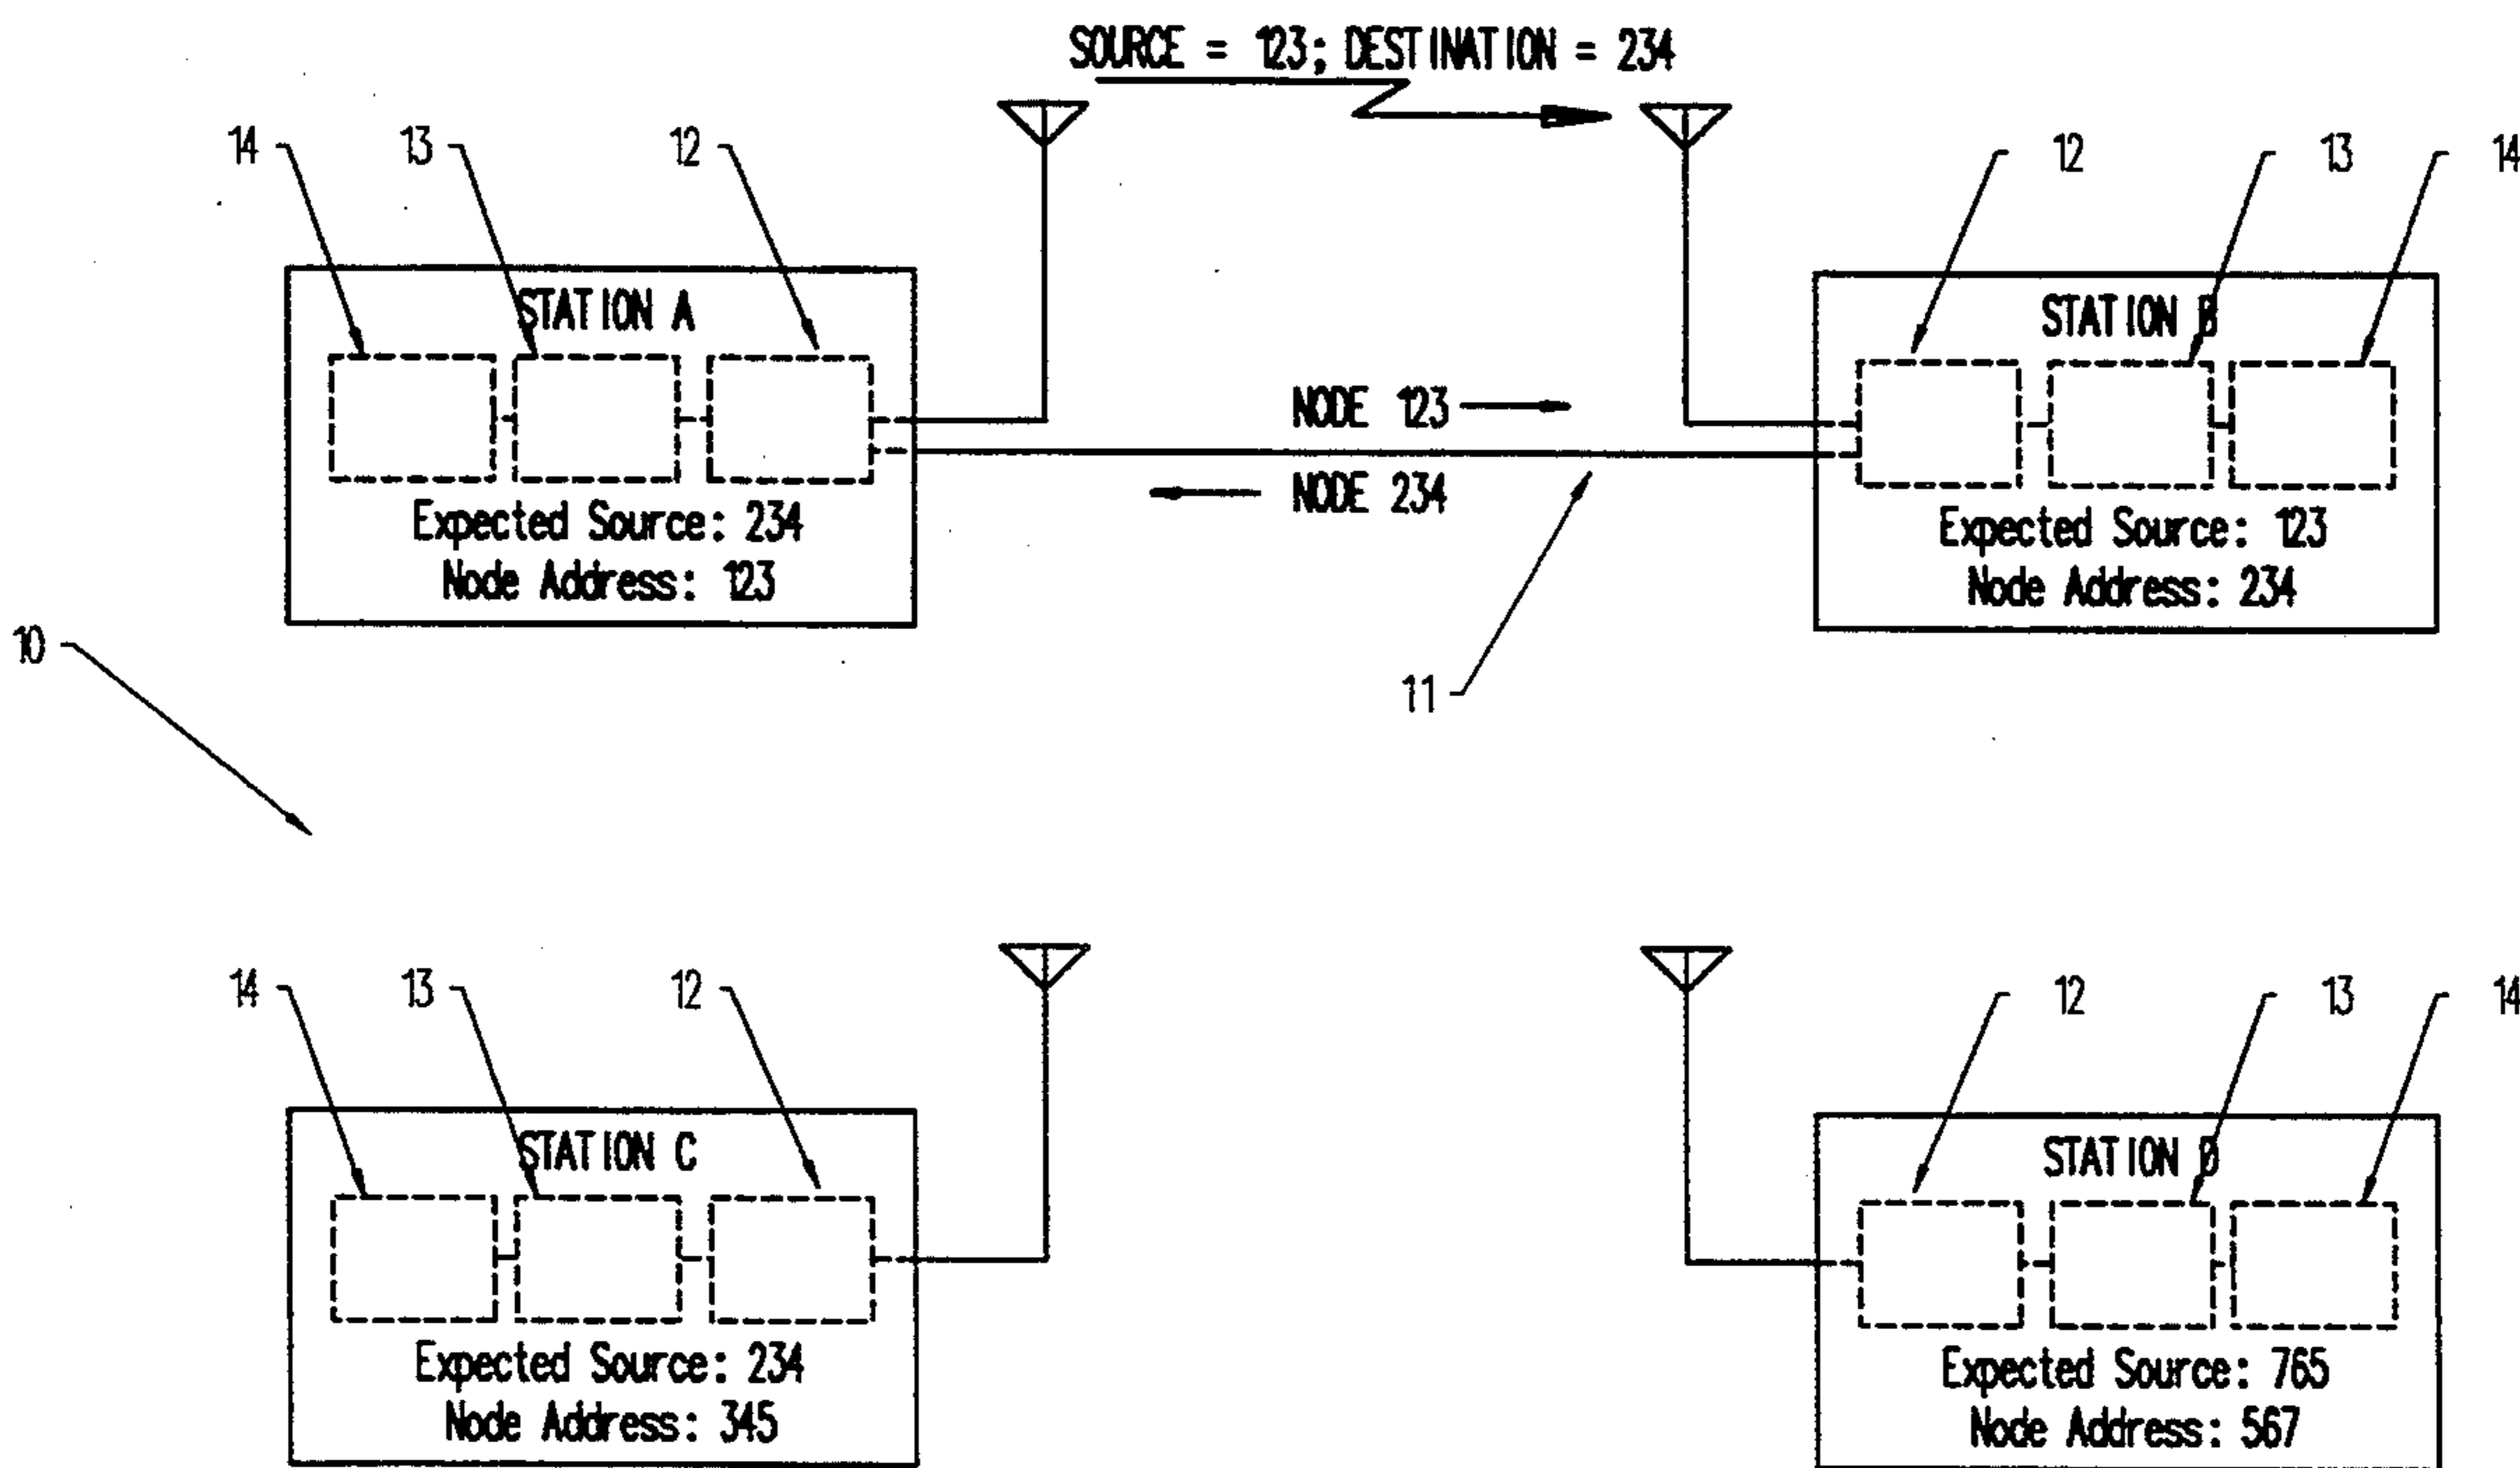 SOURCE = 123; DESTINATION = 234
14
13
12
12
13
14
STATION A
STATION B
NODE 123
NODE 234
Expected Source: 234
Node Address: 123
Expected Source: 123
Node Address: 234
10
11
14
13
12
12
13
14
STATION C
STATION D
Expected Source: 234
Node Address: 345
Expected Source: 765
Node Address: 567